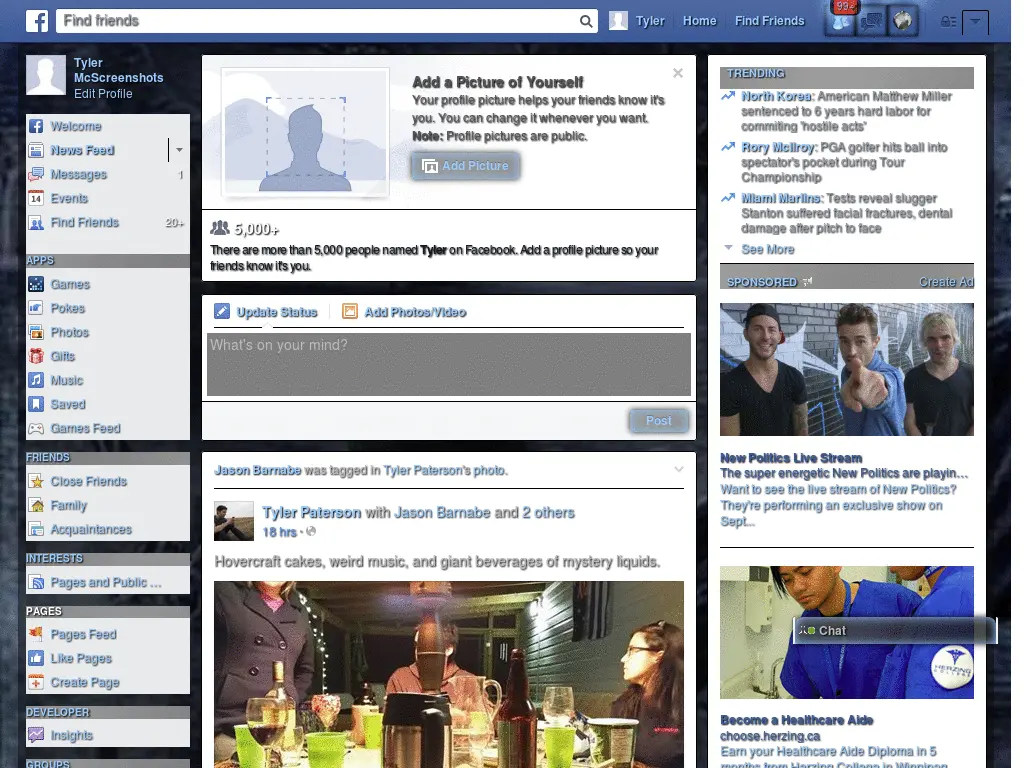 Find friends
Tyler
Home
Find Friends
99+
Tyler
McScreenshots
Edit Profile
Welcome
News Feed
Messages 1
14 Events
Find Friends 20+
APPS
Games
Pokes
Photos
Gifts
Music
Saved
Games Feed
FRIENDS
Close Friends
Family
Acquaintances
INTERESTS
Pages and Public ...
PAGES
Pages Feed
Like Pages
Create Page
DEVELOPER
Insights
GROUPS
Add a Picture of Yourself
Your profile picture helps your friends know it's
you. You can change it whenever you want.
Note: Profile pictures are public.
Add Picture
5,000+
There are more than 5,000 people named Tyler on Facebook. Add a profile picture so your
friends know it's you.
Update Status
Add Photos/Video
What's on your mind?
Post
Jason Barnabe was tagged in Tyler Paterson's photo.
Tyler Paterson with Jason Barnabe and 2 others
18 hrs ·
Hovercraft cakes, weird music, and giant beverages of mystery liquids.
TRENDING
North Korea: American Matthew Miller
sentenced to 6 years hard labor for
commiting 'hostile acts'
Rory McIlroy: PGA golfer hits ball into
spectator's pocket during Tour
Championship
Miami Marlins: Tests reveal slugger
Stanton suffered facial fractures, dental
damage after pitch to face
See More
SPONSORED
Create Ad
New Politics Live Stream
The super energetic New Politics are playin...
Want to see the live stream of New Politics?
They're performing an exclusive show on
Sept...
Chat
HERZING
COLLEGE
Become a Healthcare Aide
choose.herzing.ca
Earn your Healthcare Aide Diploma in 5
months from Herzing College in Winnipeg